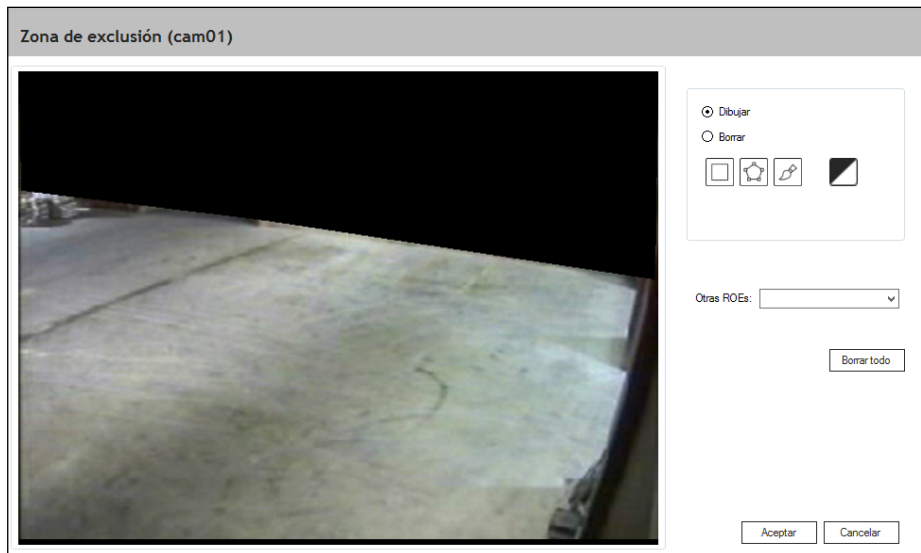 Zona de exclusión (cam01)
Dibujar
Borrar
Otras ROEs:
Borrar todo
Aceptar Cancelar